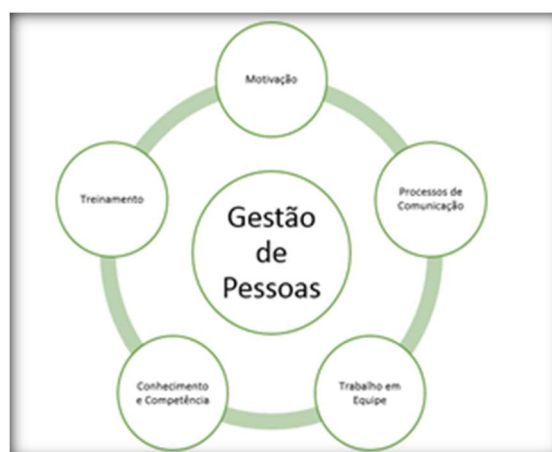 Motivação
Processos de
Comunicação
Trabalho em
Equipe
Conhecimento
e Competência
Treinamento
Gestão
de
Pessoas